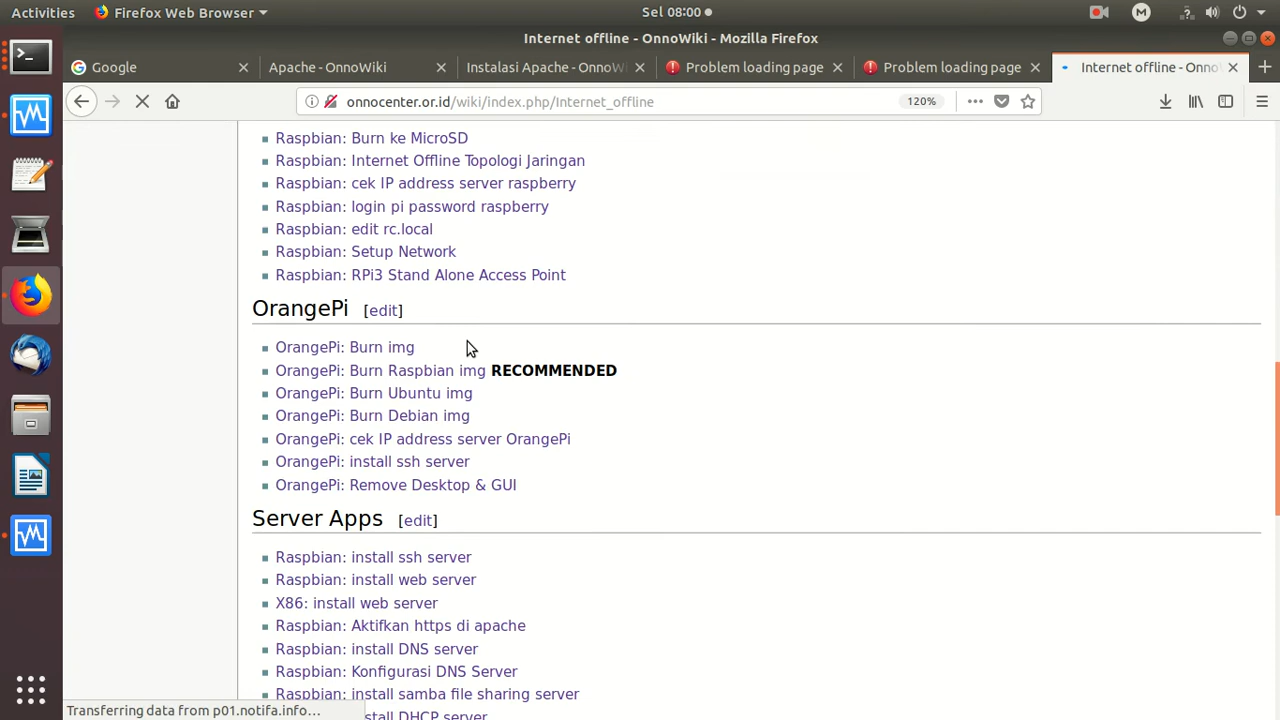 Activities
Firefox Web Browser
Sel 08:00
M
Internet offline - OnnoWiki - Mozilla Firefox
Google
Apache - OnnoWiki
Instalasi Apache - OnnoW
Problem loading page
Problem loading page
Internet offline - Onno
onnocenter.or.id/wiki/index.php/Internet_offline
120%
Raspbian: Burn ke MicroSD
Raspbian: Internet Offline Topologi Jaringan
Raspbian: cek IP address server raspberry
Raspbian: login pi password raspberry
Raspbian: edit rc.local
Raspbian: Setup Network
Raspbian: RPi3 Stand Alone Access Point
OrangePi [edit]
OrangePi: Burn img
OrangePi: Burn Raspbian img RECOMMENDED
OrangePi: Burn Ubuntu img
OrangePi: Burn Debian img
OrangePi: cek IP address server OrangePi
OrangePi: install ssh server
OrangePi: Remove Desktop & GUI
Server Apps [edit]
Raspbian: install ssh server
Raspbian: install web server
X86: install web server
Raspbian: Aktifkan https di apache
Raspbian: install DNS server
Raspbian: Konfigurasi DNS Server
Raspbian: install samba file sharing server
DHCP server
Transferring data from p01.notifa.info…